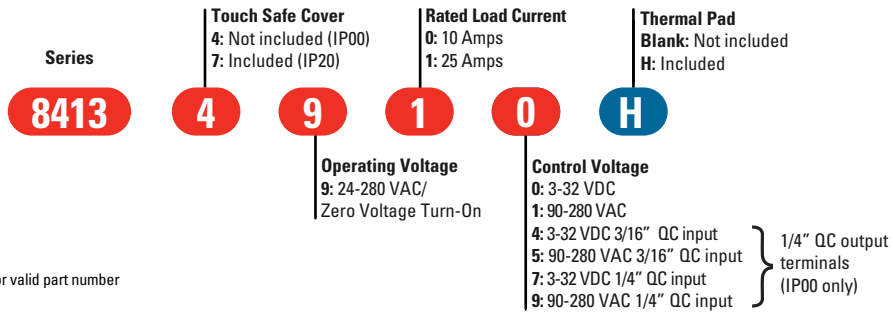 Touch Safe Cover
4: Not included (IP00)
7: Included (IP20)
Rated Load Current
0: 10 Amps
1: 25 Amps
Thermal Pad
Blank: Not included
H: Included
Series
8413 4 9 1 0 H
Operating Voltage
9: 24-280 VAC/
Zero Voltage Turn-On
Control Voltage
0: 3-32 VDC
1: 90-280 VAC
4: 3-32 VDC 3/16" QC input
5: 90-280 VAC 3/16" QC input
7: 3-32 VDC 1/4" QC input
9: 90-280 VAC 1/4" QC input
1/4" QC output
terminals
(IP00 only)
valid part number